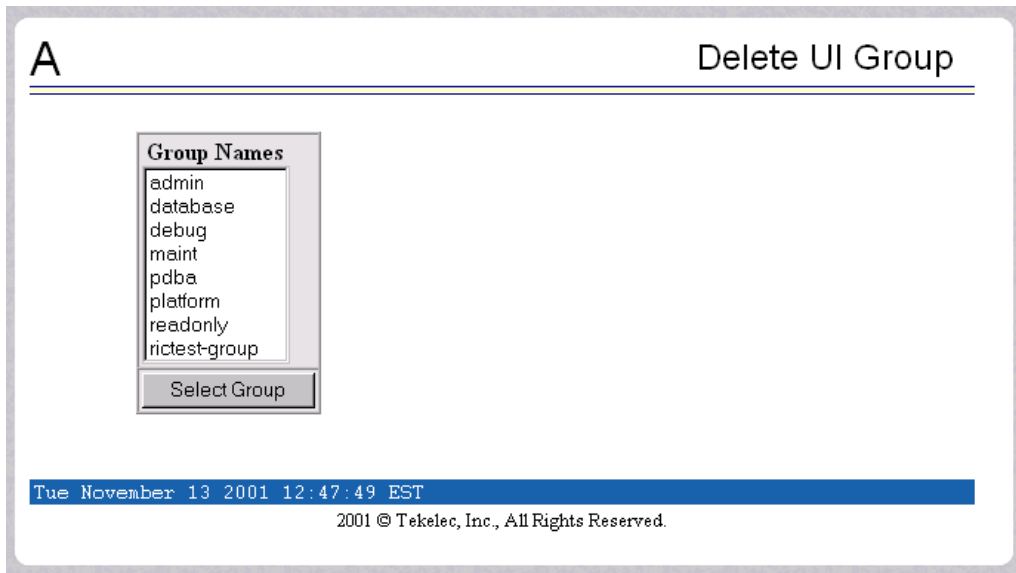 A
Delete UI Group
Group Names
admin
database
debug
maint
pdba
platform
readonly
rictest-group
Select Group
Tue November 13 2001 12:47:49 EST
2001 © Tekelec, Inc., All Rights Reserved.